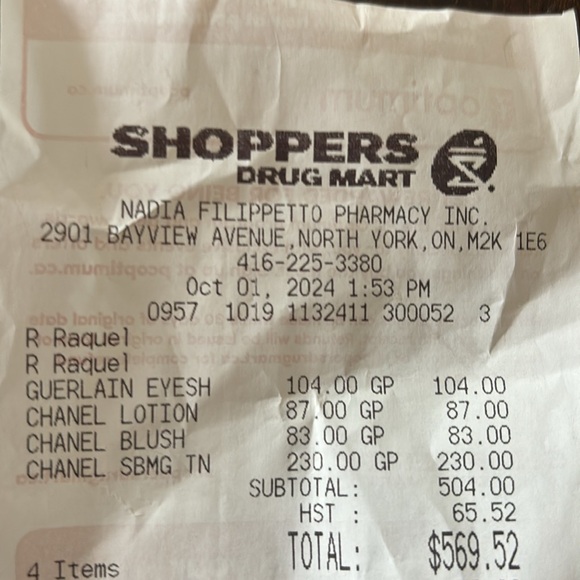 SHOPPERS
DRUG MART
NADIA FILIPPETTO PHARMACY INC.
2901 BAYVIEW AVENUE,NORTH YORK,ON,M2K 1E6
416-225-3380
Oct 01, 2024 1:53 PM
0957 1019 1132411 300052 3
R Raquel
R Raquel
GUERLAIN EYESH 104.00 GP 104.00
CHANEL LOTION 87.00 GP 87.00
CHANEL BLUSH 83.00 GP 83.00
CHANEL SBMG TN 230.00 GP 230.00
SUBTOTAL: 504.00
HST : 65.52
TOTAL: $569.52
4 Items